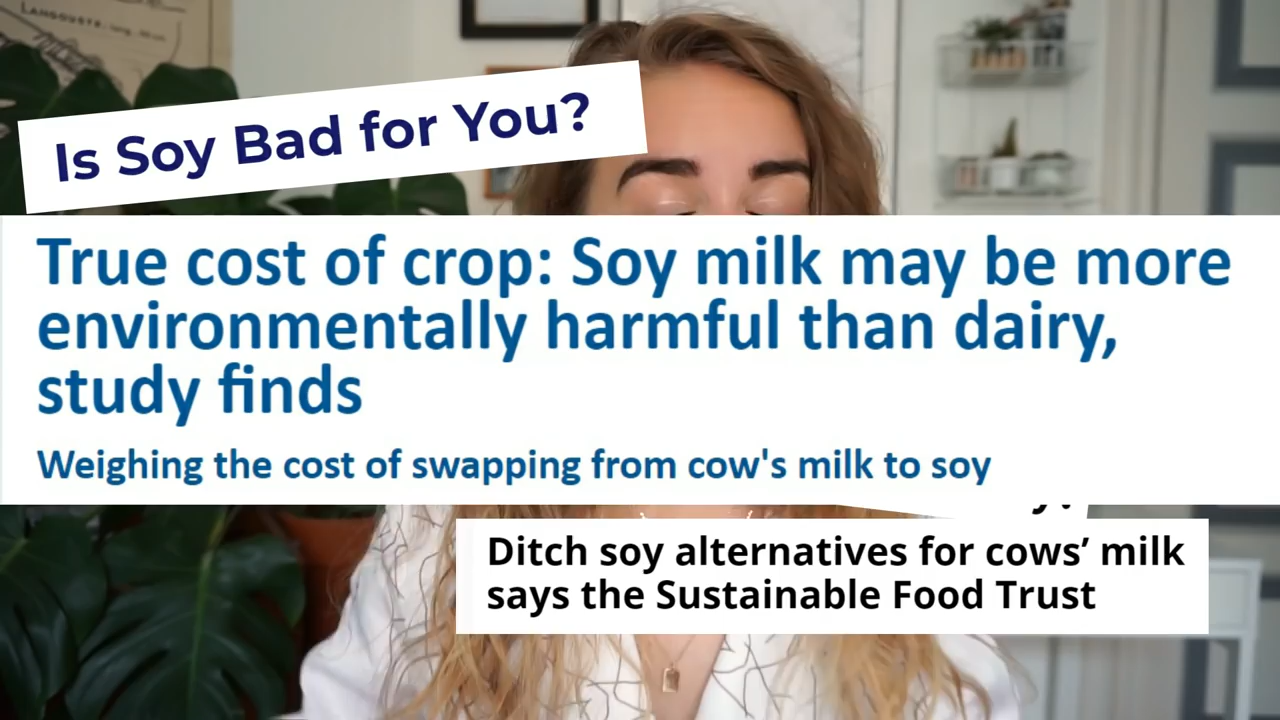 LANGOUSTE
Is Soy Bad for You?
True cost of crop: Soy milk may be more
environmentally harmful than dairy,
study finds
Weighing the cost of swapping from cow's milk to soy
Ditch soy alternatives for cows’ milk
says the Sustainable Food Trust